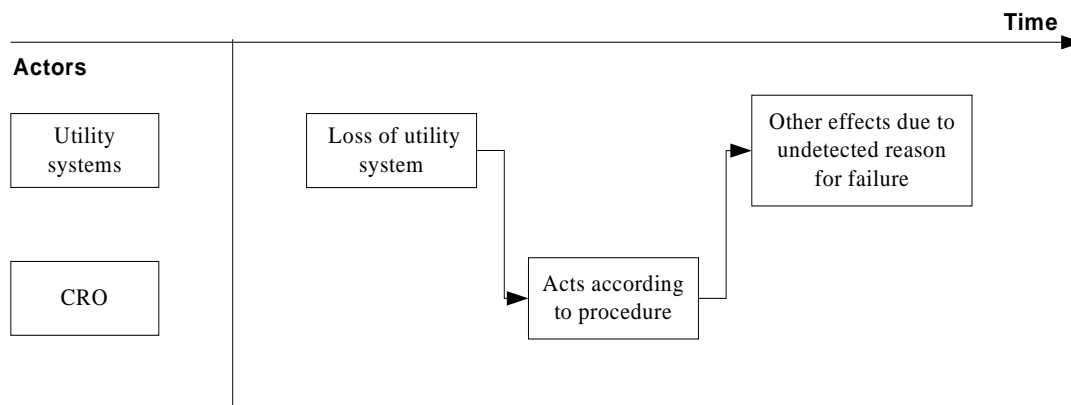 Time
Actors
Utility
systems
Loss of utility
system
Other effects due to
undetected reason
for failure
CRO
Acts according
to procedure